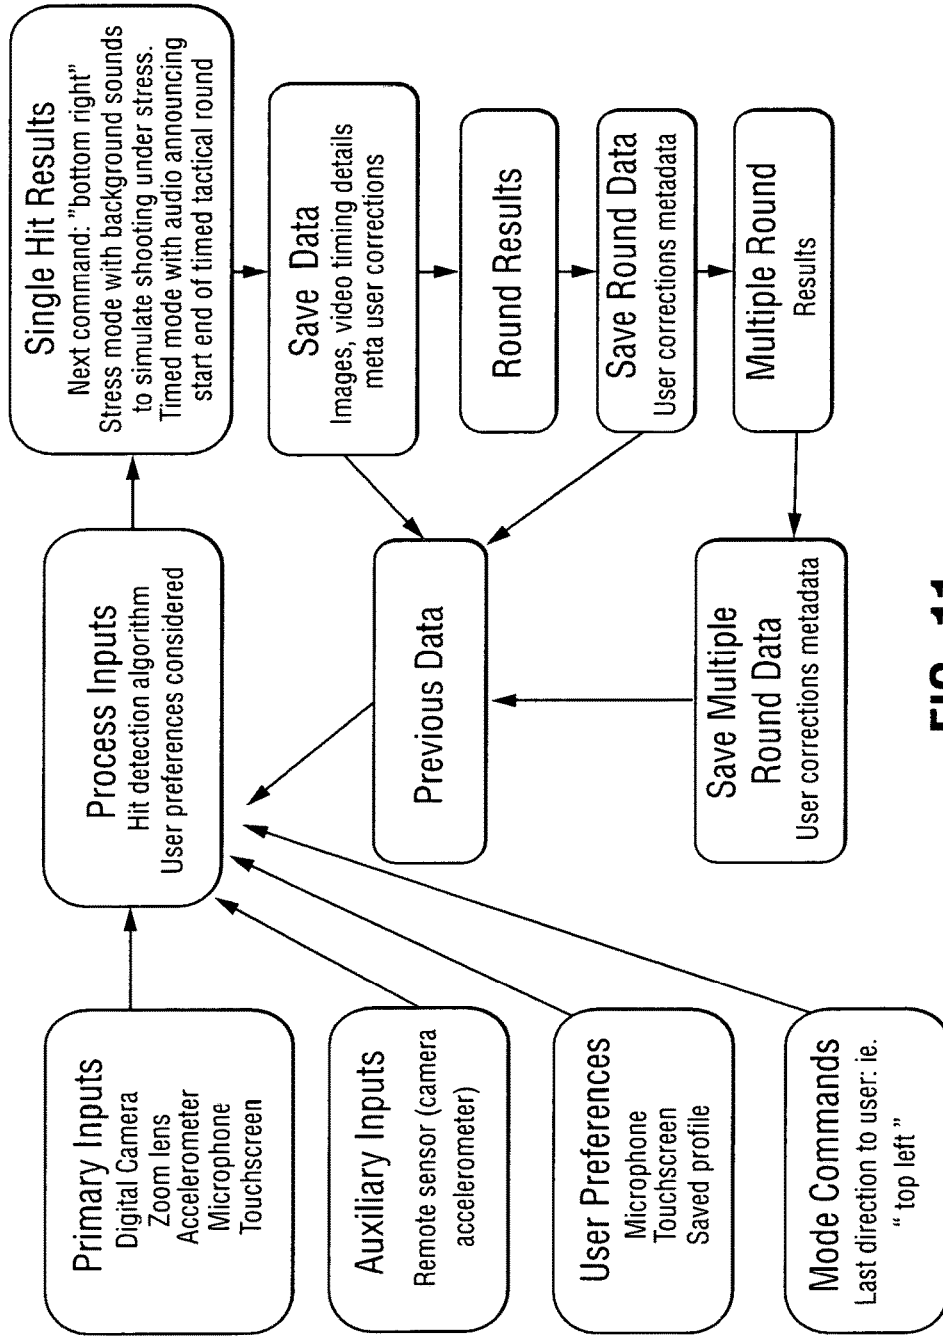 Primary Inputs
Digital Camera
Zoom lens
Accelerometer
Microphone
Touchscreen
Auxiliary Inputs
Remote sensor (camera
accelerometer)
User Preferences
Microphone
Touchscreen
Saved profile
Mode Commands
Last direction to user: ie.
“ top left ”
Process Inputs
Hit detection algorithm
User preferences considered
Previous Data
Save Multiple
Round Data
User corrections metadada
Single Hit Results
Next command: ”bottom right”
Stress mode with background sounds
to simulate shooting under stress.
Timed mode with audio announcing
start end of timed tactical round
Save Data
Images, video timing details
meta user corrections
Round Results
Save Round Data
User corrections metadata
Multiple Round
Results